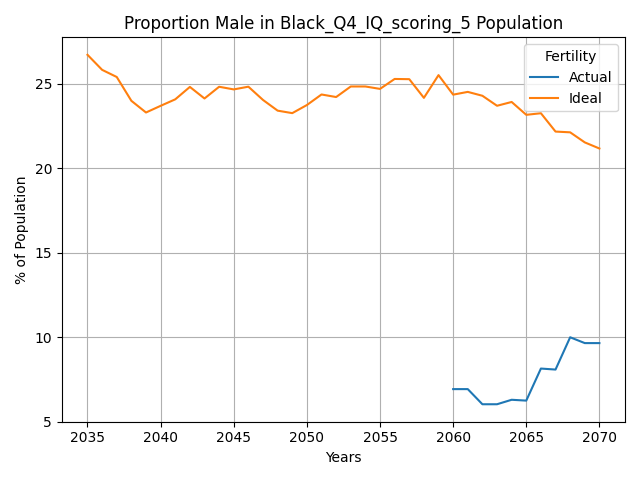 Proportion Male in Black_Q4_IQ_scoring_5 Population
Fertility
Actual
Ideal
% of Population
25
20
15
10
5
2035 2040 2045 2050 2055 2060 2065 2070
Years